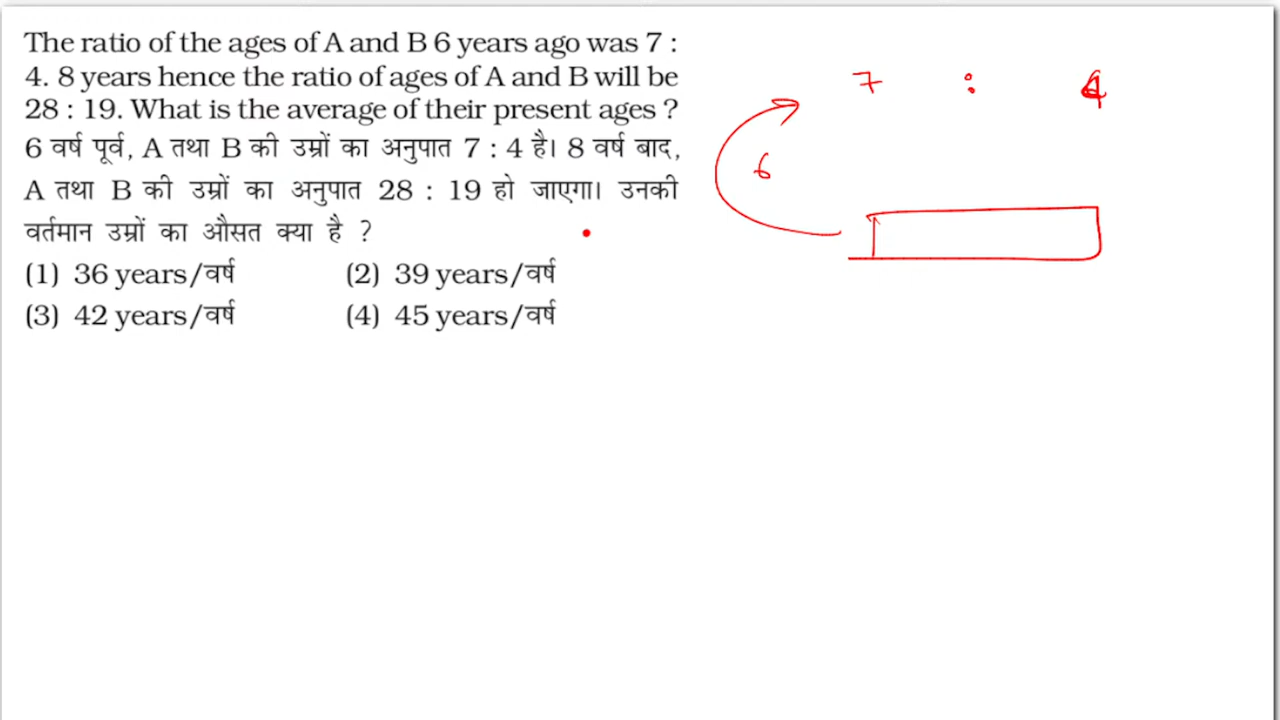 The ratio of the ages of A and B 6 years ago was 7 :
4. 8 years hence the ratio of ages of A and B will be
28 : 19. What is the average of their present ages ?
6 वर्ष पूर्व, A तथा B की उम्रों का अनुपात 7 : 4 है। 8 वर्ष बाद,
A तथा B की उम्रों का अनुपात 28 : 19 हो जाएगा। उनकी
वर्तमान उम्रों का औसत क्या है ?
(1) 36 years/वर्ष (2) 39 years/वर्ष
(3) 42 years/वर्ष (4) 45 years/वर्ष
7 : 4
6